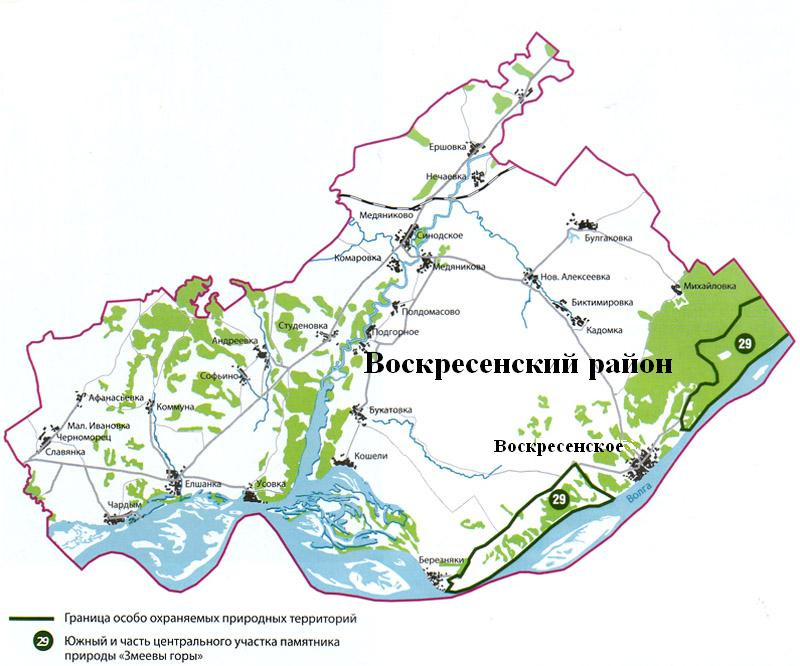 Ершовка
Нечаевка
Медяниково
Синодское
Булгаковка
Комаровка
Медяникова
Нов. Алексеевка
Михайловка
Биктимировка
Полдомасово
Студеновка
Подгорное
Кадомка
Андреевка
29
Воскресенский район
Софьино
Афанасьевка
Коммуна
Букатовка
Мал. Ивановка
Черноморец
Воскресенское
Славянка
Кошели
Елшанка
Усовка
Волга
29
Чардым
Березняки
Граница особо охраняемых природных территорий
29
Южный и часть центрального участка памятника
природы «Змеевы горы»